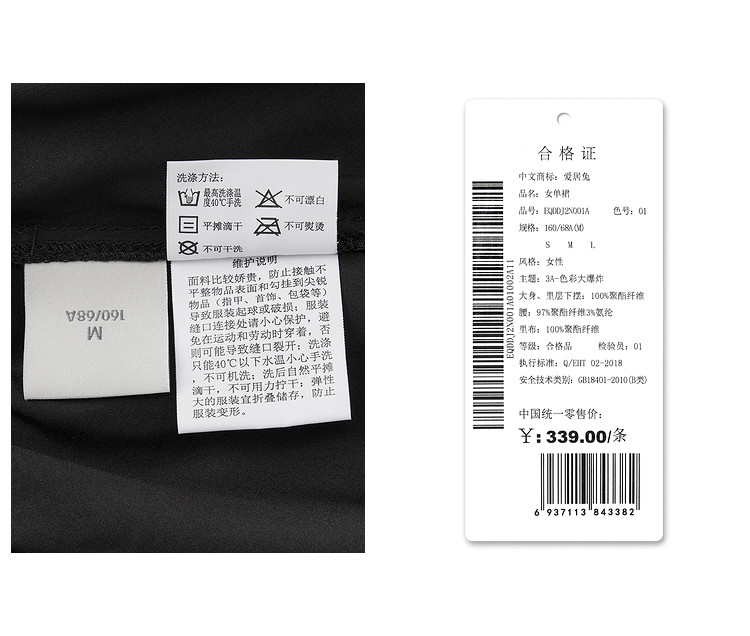 洗涤方法:
最高洗涤温
度40℃手洗
不可漂白
平摊滴干
不可熨烫
不可干洗
维护说明
面料比较娇贵，防止接触不
平整物品表面和勾挂到尖锐
物品（指甲、首饰、包袋等）
导致服装起球或破损；服装
缝口连接处请小心保护，避
免在运动和劳动时穿着，否
则可能导致缝口裂开；洗涤
只能40℃以下水温小心手洗
，不可机洗；洗后自然平摊
滴干，不可用力拧干；弹性
大的服装宜折叠储存，防止
服装变形。
M
160/68A
合格证
中文商标: 爱居兔
品名: 女单裙
品号: EQDDJ2N001A 色号: 01
规格: 160/68A(M)
S M L
风格: 女性
主题: 3A-色彩大爆炸
大身、里层下摆: 100%聚酯纤维
腰: 97%聚酯纤维3%氨纶
里布: 100%聚酯纤维
等级: 合格品 检验员: 01
执行标准: Q/EHT 02-2018
安全技术类别: GB18401-2010(B类)
EQDDJ2N001A01002A11
中国统一零售价:
¥: 339.00/条
6 937113 843382